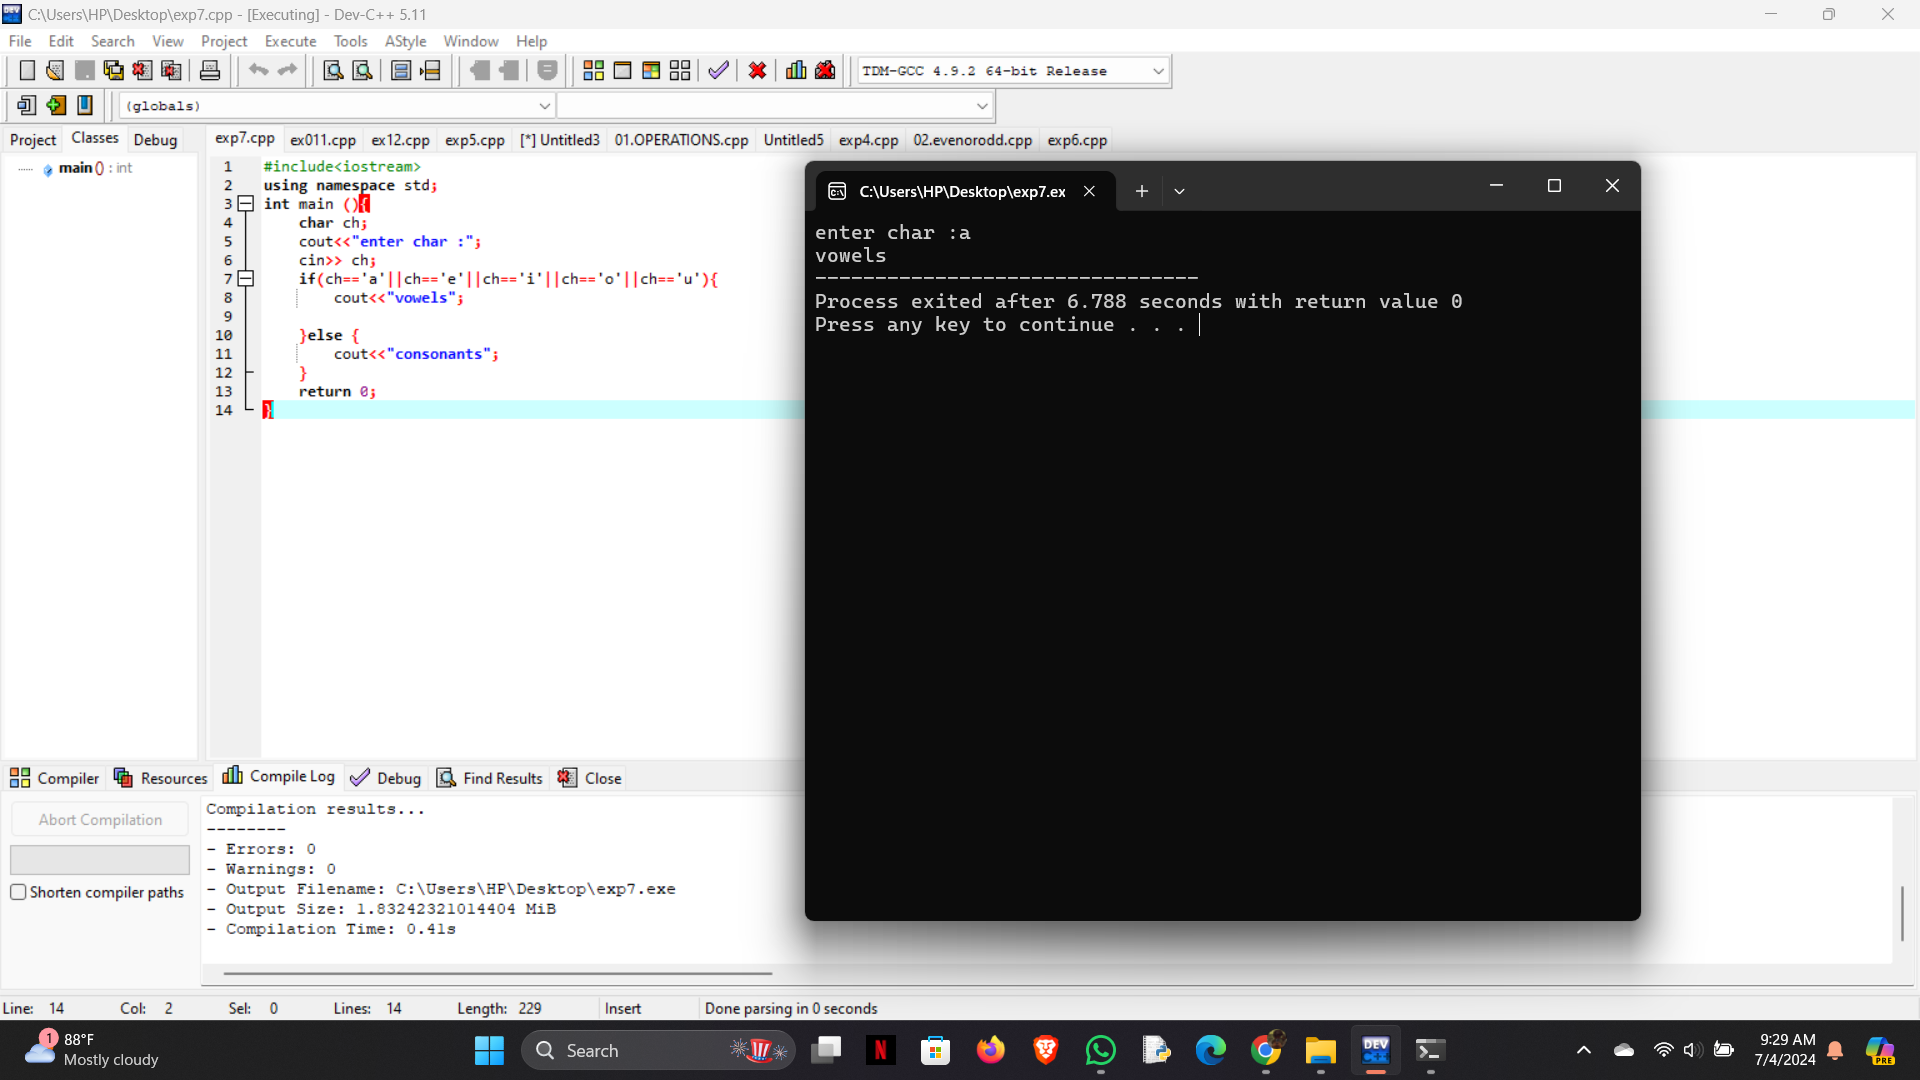 C:\Users\HP\Desktop\exp7.cpp - [Executing] - Dev-C++ 5.11
File Edit Search View Project Execute Tools AStyle Window Help
TDM-GCC 4.9.2 64-bit Release
(globals)
Project Classes Debug exp7.cpp ex011.cpp ex12.cpp exp5.cpp [*] Untitled3 01.OPERATIONS.cpp Untitled5 exp4.cpp 02.evenorodd.cpp exp6.cpp
main () : int
1 #include<iostream>
2 using namespace std;
3 int main (){
4 char ch;
5 cout<<"enter char :";
6 cin>> ch;
7 if(ch=='a'||ch=='e'||ch=='i'||ch=='o'||ch=='u'){
8 cout<<"vowels";
9
10 }else {
11 cout<<"consonants";
12 }
13 return 0;
14 }
C:\Users\HP\Desktop\exp7.ex
enter char :a
vowels
--------------------------------
Process exited after 6.788 seconds with return value 0
Press any key to continue . . .
Compiler Resources Compile Log Debug Find Results Close
Abort Compilation
Shorten compiler paths
Compilation results...
--------
- Errors: 0
- Warnings: 0
- Output Filename: C:\Users\HP\Desktop\exp7.exe
- Output Size: 1.83242321014404 MiB
- Compilation Time: 0.41s
Line: 14 Col: 2 Sel: 0 Lines: 14 Length: 229 Insert Done parsing in 0 seconds
1
88°F
Mostly cloudy
Search
N
DEV
C++
9:29 AM
7/4/2024
PRE